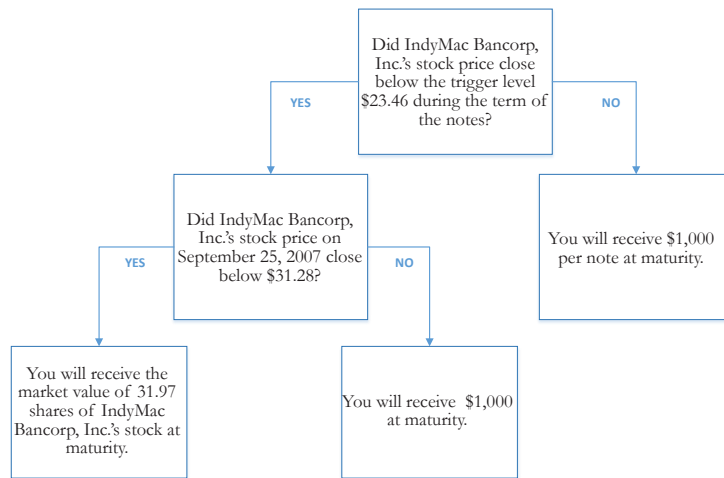 Did IndyMac Bancorp,
Inc.'s stock price close
below the trigger level
$23.46 during the term of
the notes?
YES
NO
Did IndyMac Bancorp,
Inc.'s stock price on
September 25, 2007 close
below $31.28?
You will receive $1,000
per note at maturity.
YES
NO
You will receive the
market value of 31.97
shares of IndyMac
Bancorp, Inc.'s stock at
maturity.
You will receive $1,000
at maturity.